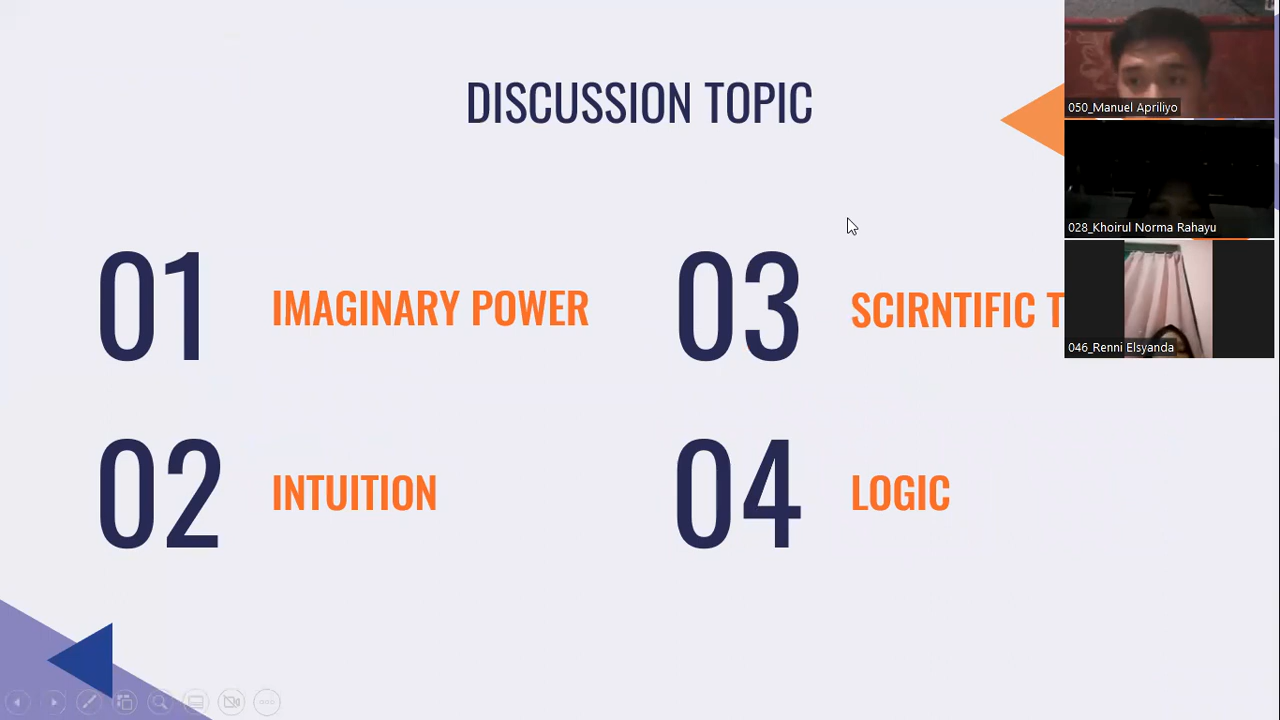 DISCUSSION TOPIC
01
IMAGINARY POWER
02
INTUITION
03
SCIRNTIFIC T
04
LOGIC
050_Manuel Apriliyo
028_Khoirul Norma Rahayu
046_Renni Elsyanda